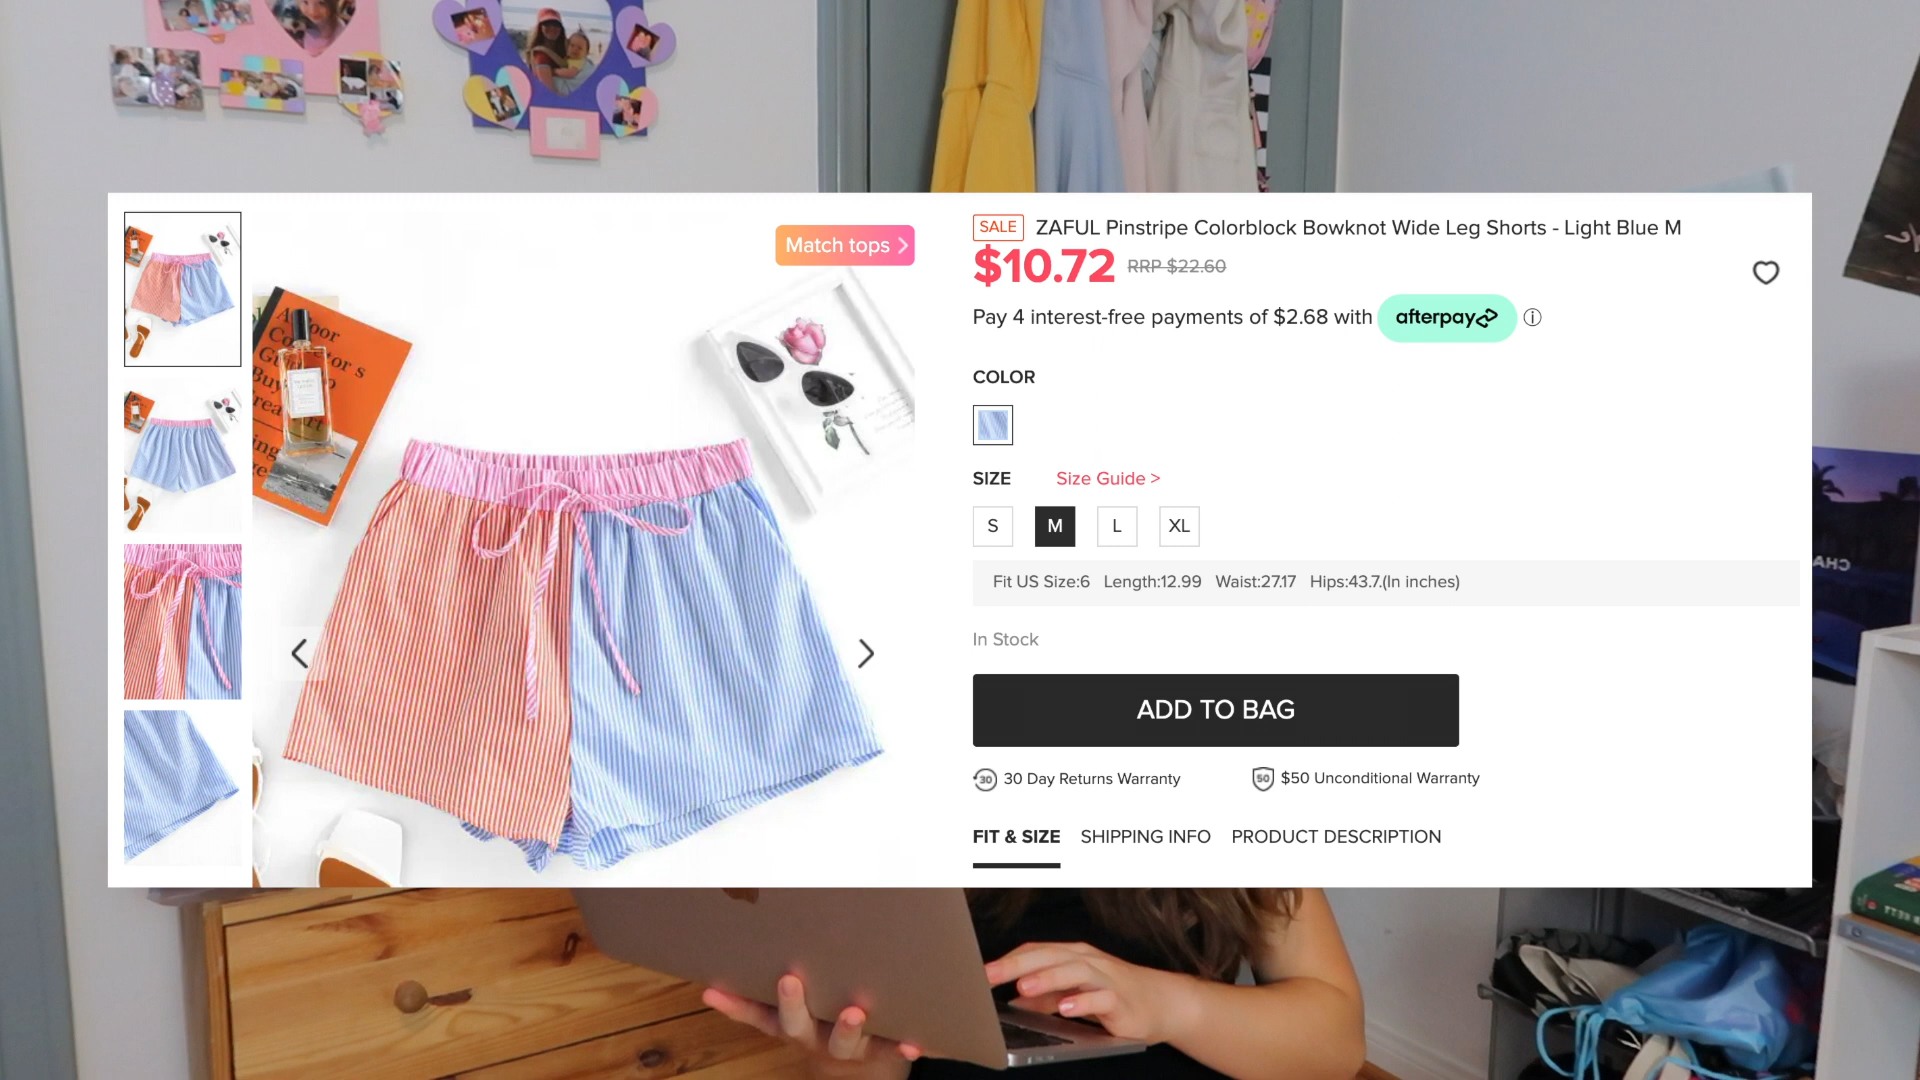 Match tops >
A Poor
SALE ZAFUL Pinstripe Colorblock Bowknot Wide Leg Shorts - Light Blue M
$10.72 RRP $22.60
Pay 4 interest-free payments of $2.68 with afterpay
COLOR
SIZE Size Guide >
S M L XL
Fit US Size:6 Length:12.99 Waist:27.17 Hips:43.7.(In inches)
In Stock
ADD TO BAG
30 30 Day Returns Warranty 50 $50 Unconditional Warranty
FIT & SIZE SHIPPING INFO PRODUCT DESCRIPTION